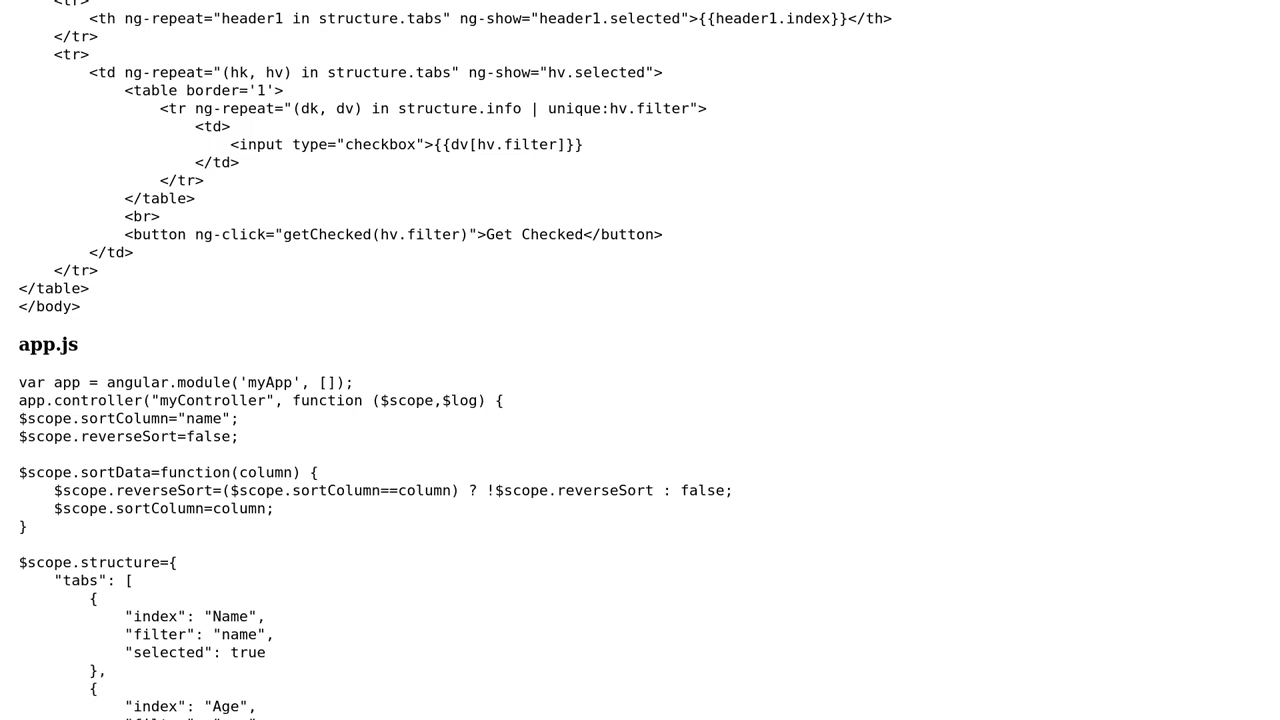 <tr>
<th ng-repeat="header1 in structure.tabs" ng-show="header1.selected">{{header1.index}}</th>
</tr>
<tr>
<td ng-repeat="(hk, hv) in structure.tabs" ng-show="hv.selected">
<table border='1'>
<tr ng-repeat="(dk, dv) in structure.info | unique:hv.filter">
<td>
<input type="checkbox">{{dv[hv.filter]}}
</td>
</tr>
</table>
<br>
<button ng-click="getChecked(hv.filter)">Get Checked</button>
</td>
</tr>
</table>
</body>
app.js
var app = angular.module('myApp', []);
app.controller("myController", function ($scope,$log) {
$scope.sortColumn="name";
$scope.reverseSort=false;
$scope.sortData=function(column) {
$scope.reverseSort=($scope.sortColumn==column) ? !$scope.reverseSort : false;
$scope.sortColumn=column;
}
$scope.structure={
"tabs": [
{
"index": "Name",
"filter": "name",
"selected": true
},
{
"index": "Age",